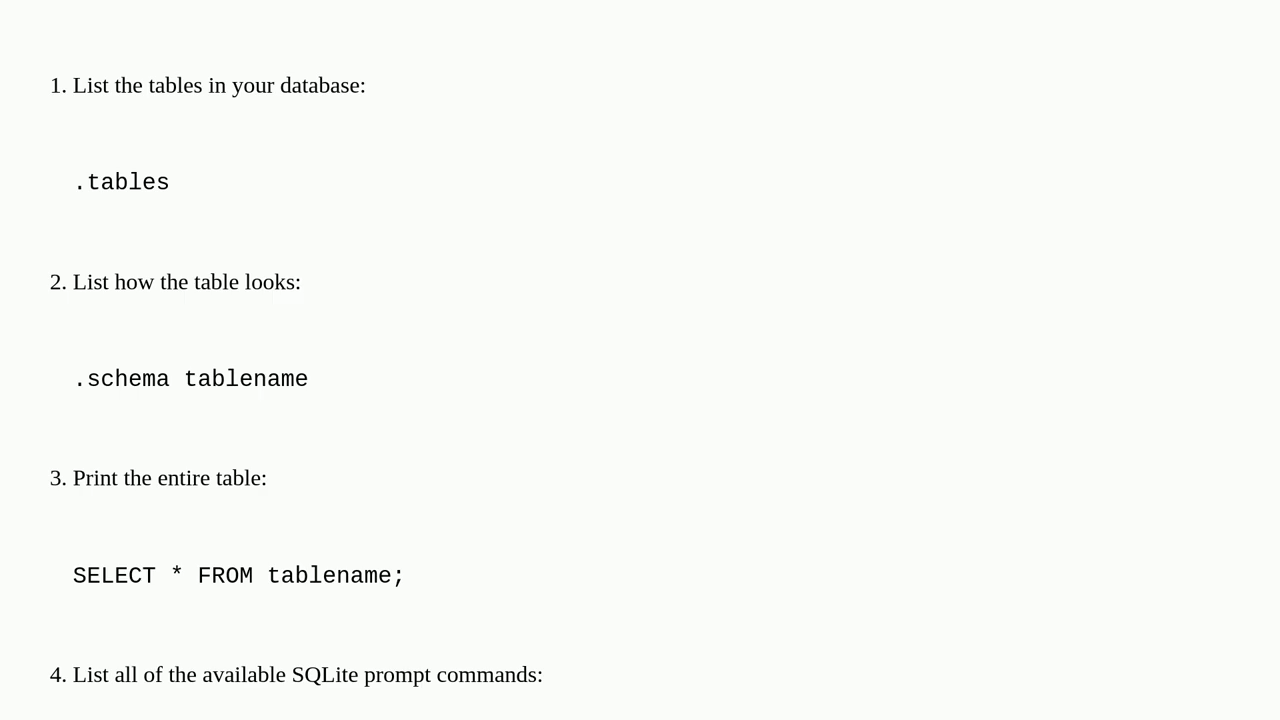 1. List the tables in your database:
.tables
2. List how the table looks:
.schema tablename
3. Print the entire table:
SELECT * FROM tablename;
4. List all of the available SQLite prompt commands: